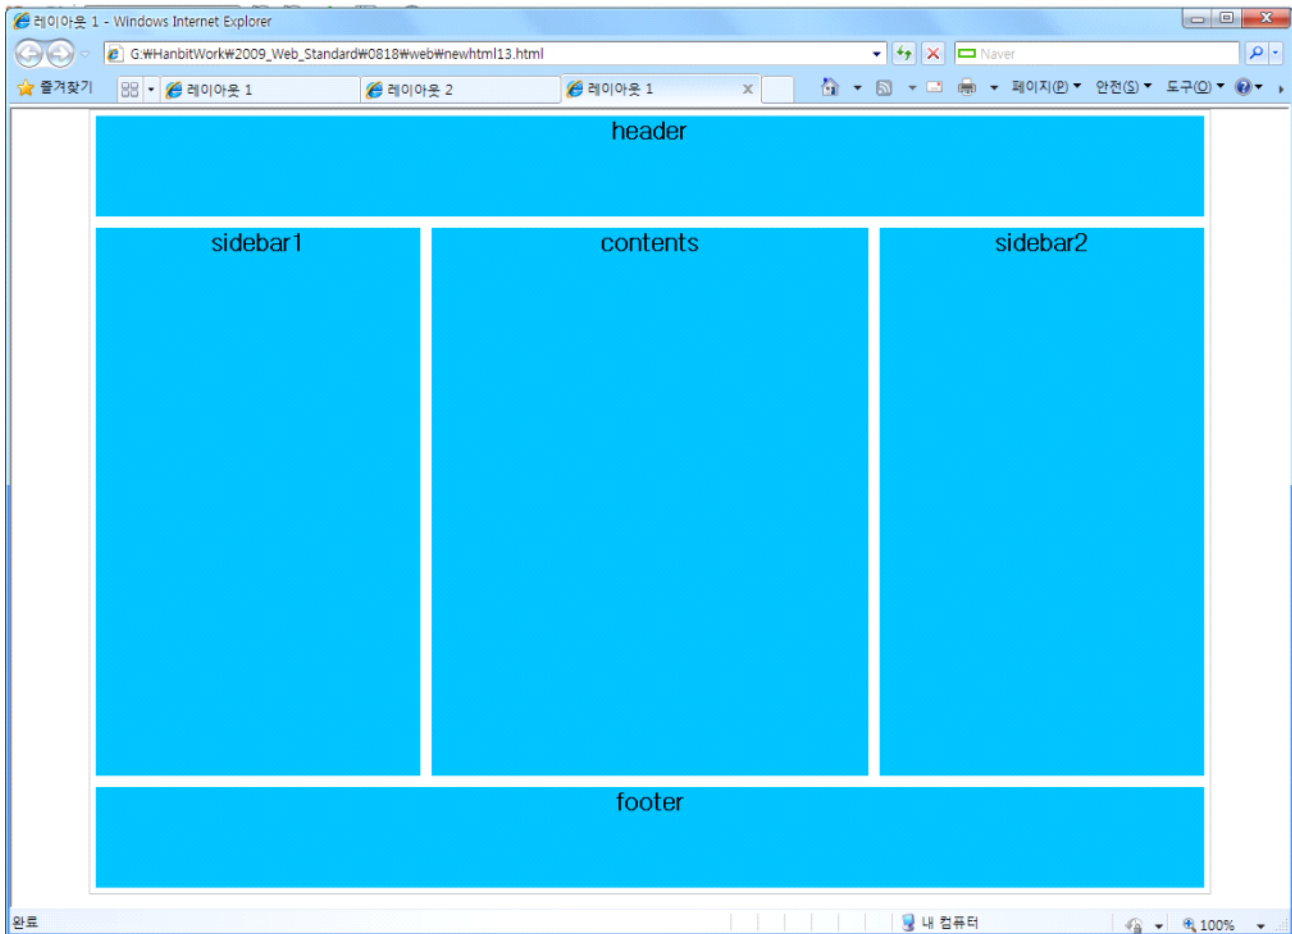 레이아웃 1 - Windows Internet Explorer
G:₩HanbitWork₩2009_Web_Standard₩0818₩web₩newhtml13.html
Naver
즐겨찾기
레이아웃 1
레이아웃 2
레이아웃 1
페이지(P)
안전(S)
도구(O)
header
sidebar1
contents
sidebar2
footer
완료
내 컴퓨터
100%